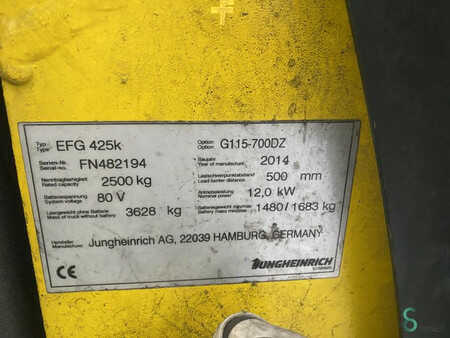 Typ EFG 425k Option G115-700DZ
Type Option
Serien-Nr. FN482194 Baujahr 2014
Serial-no. Year of manufacture
Nenntragfähigkeit 2500 kg Lastschwerpunktabstand 500 mm
Rated capacity Load center distance
Batteriespannung 80 V Antriebsleistung 12,0 kW
System voltage
Leergewicht ohne Batterie 3628 kg Batteriegewicht min/max 1480/1683 kg
Mass of truck without battery Battery mass min/max
Hersteller Jungheinrich AG, 22039 HAMBURG, GERMANY
Manufacturer
CE JUNGHEINRICH
S